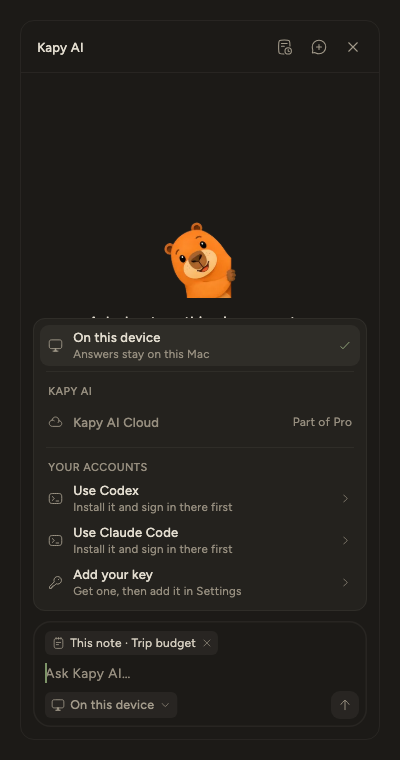 Kapy AI
On this device
Answers stay on this Mac
KAPY AI
Kapy AI Cloud
Part of Pro
YOUR ACCOUNTS
Use Codex
Install it and sign in there first
Use Claude Code
Install it and sign in there first
Add your key
Get one, then add it in Settings
This note · Trip budget
Ask Kapy AI...
On this device